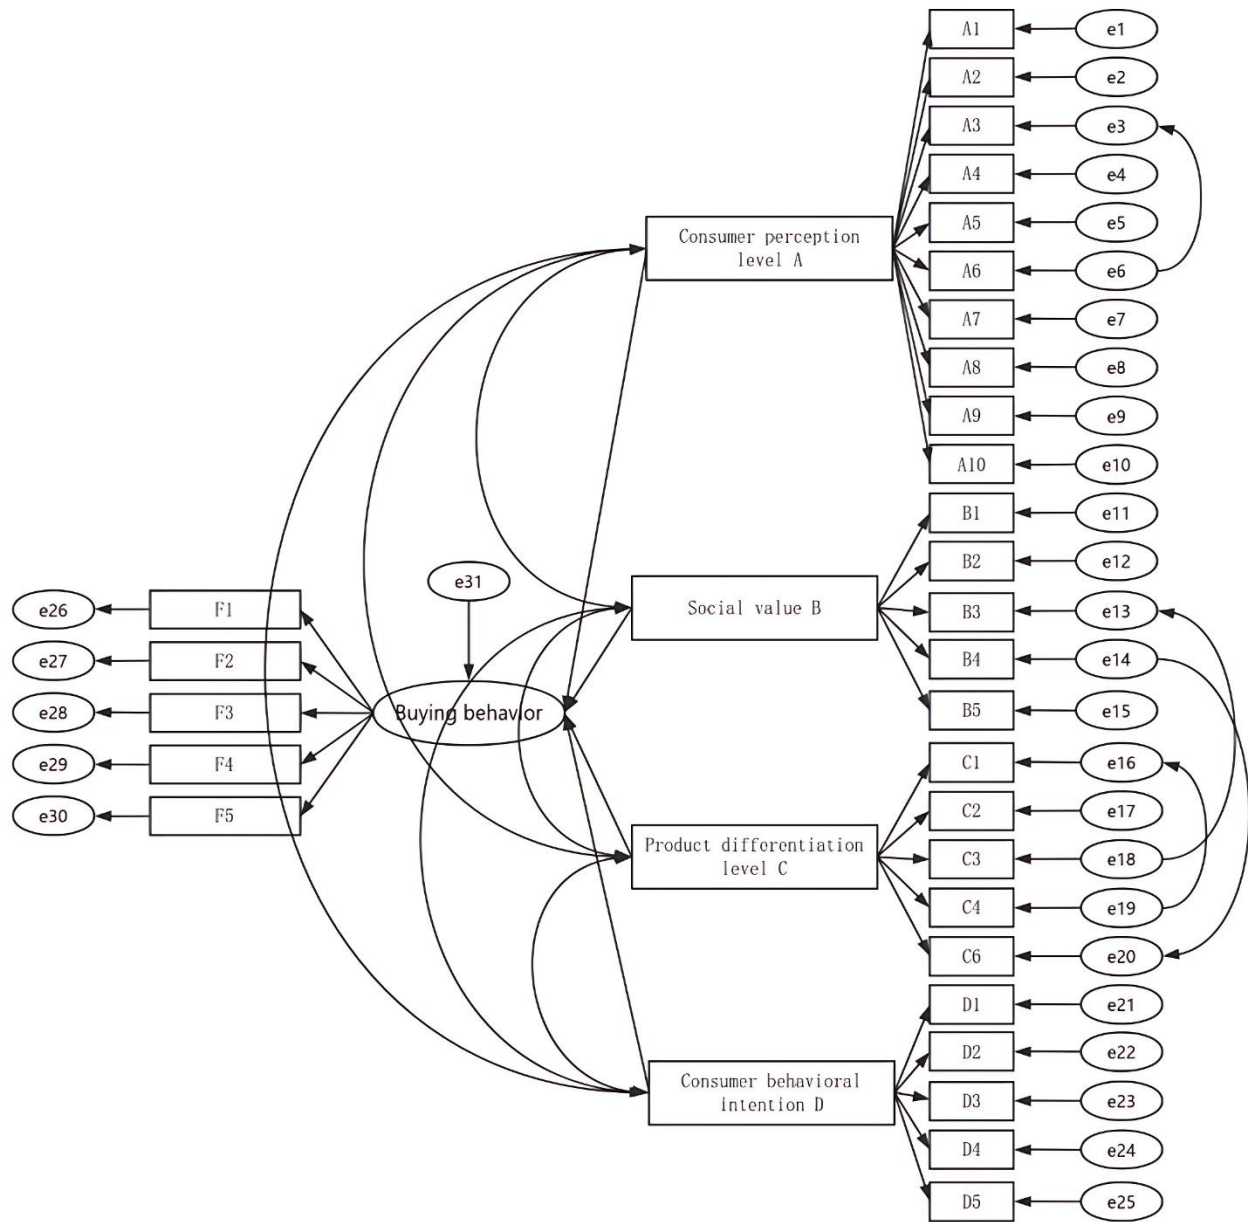 A1
e1
A2
e2
A3
e3
A4
e4
A5
e5
Consumer perception
level A
A6
e6
A7
e7
A8
e8
A9
e9
A10
e10
B1
e11
B2
e12
e31
e26
F1
Social value B
B3
e13
e27
F2
B4
e14
e28
F3
Buying behavior
B5
e15
e29
F4
C1
e16
e30
F5
C2
e17
Product differentiation
level C
C3
e18
C4
e19
C6
e20
D1
e21
D2
e22
Consumer behavioral
intention D
D3
e23
D4
e24
D5
e25